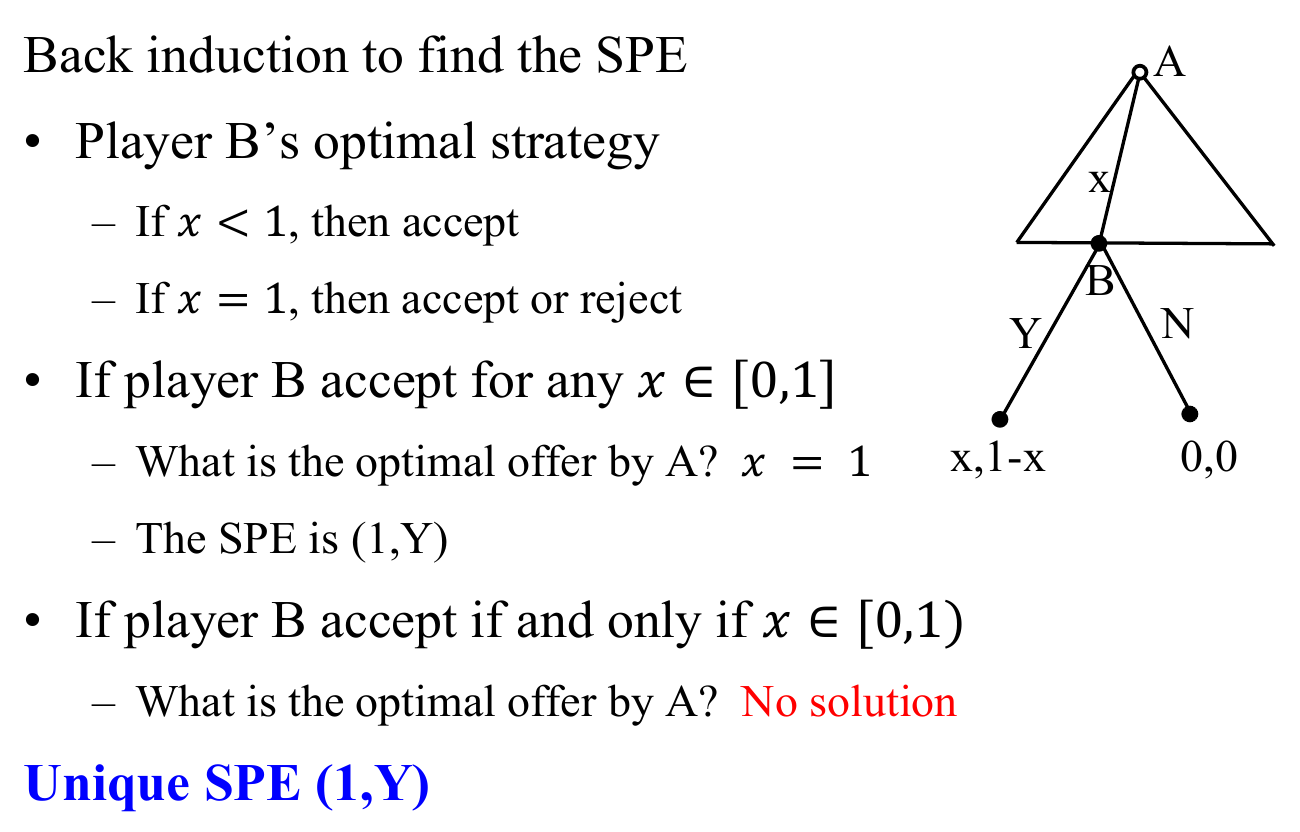 Back induction to find the SPE
• Player B’s optimal strategy
– If x < 1, then accept
– If x = 1, then accept or reject
• If player B accept for any x ∈ [0,1]
– What is the optimal offer by A? x = 1
– The SPE is (1,Y)
• If player B accept if and only if x ∈ [0,1)
– What is the optimal offer by A? No solution
Unique SPE (1,Y)
A
x
B
Y
N
x,1-x
0,0